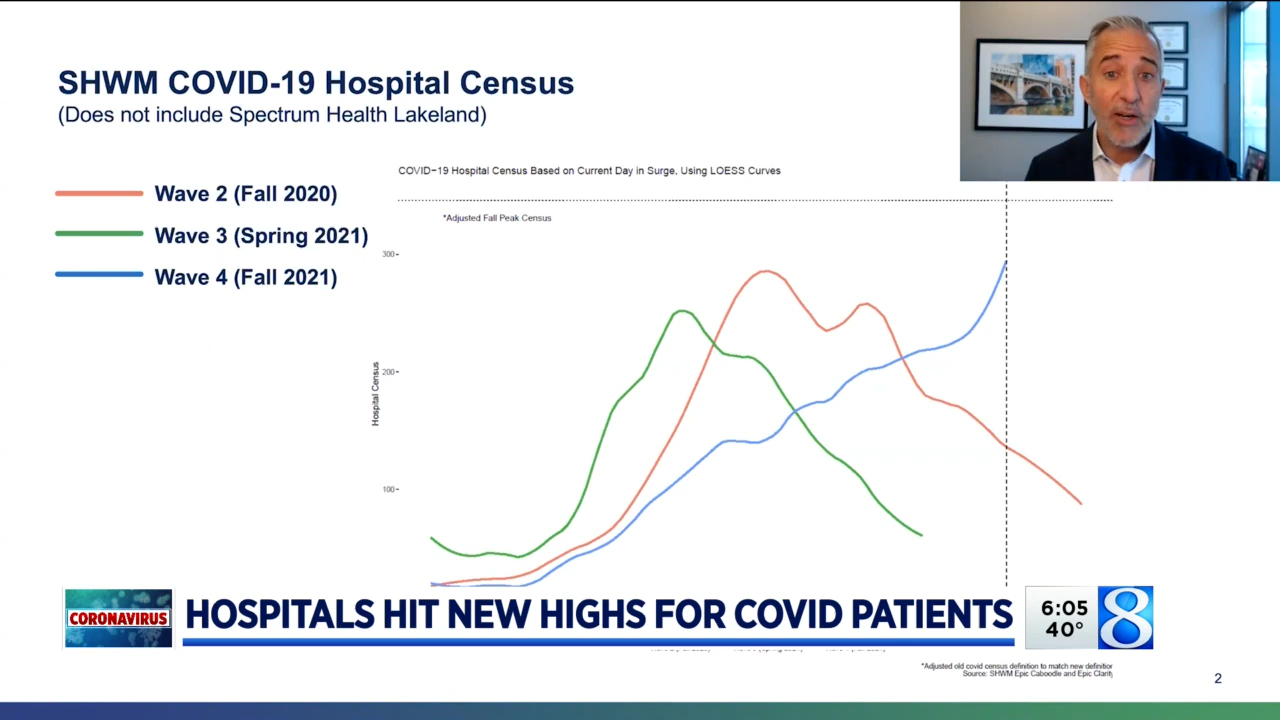 SHWM COVID-19 Hospital Census
(Does not include Spectrum Health Lakeland)
Wave 2 (Fall 2020)
Wave 3 (Spring 2021)
Wave 4 (Fall 2021)
COVID-19 Hospital Census Based on Current Day in Surge, Using LOESS Curves
*Adjusted Fall Peak Census
300
200
100
Hospital Census
CORONAVIRUS
HOSPITALS HIT NEW HIGHS FOR COVID PATIENTS
6:05
40°
8
*Adjusted old covid census definition to match new definition
Source: SHWM Epic Caboodle and Epic Clarity
2